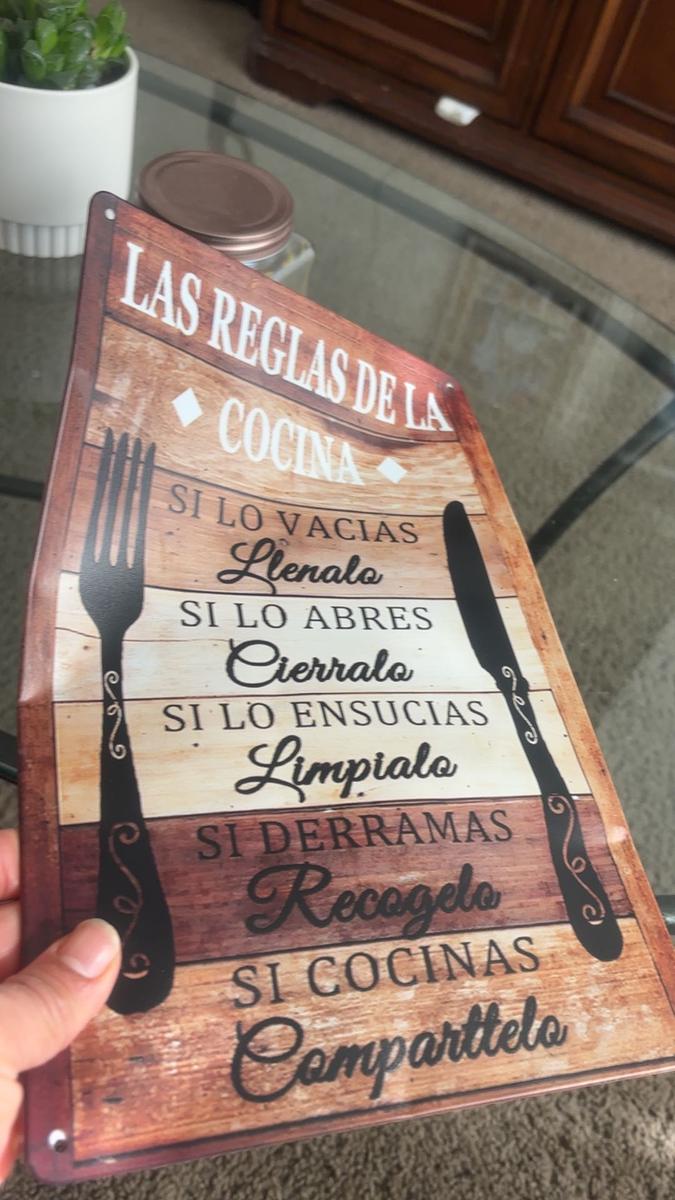 LAS REGLAS DE LA
COCINA
SI LO VACIAS
Llenalo
SI LO ABRES
Cierralo
SI LO ENSUCIAS
Limpialo
SI DERRAMAS
Recogelo
SI COCINAS
Comparttelo